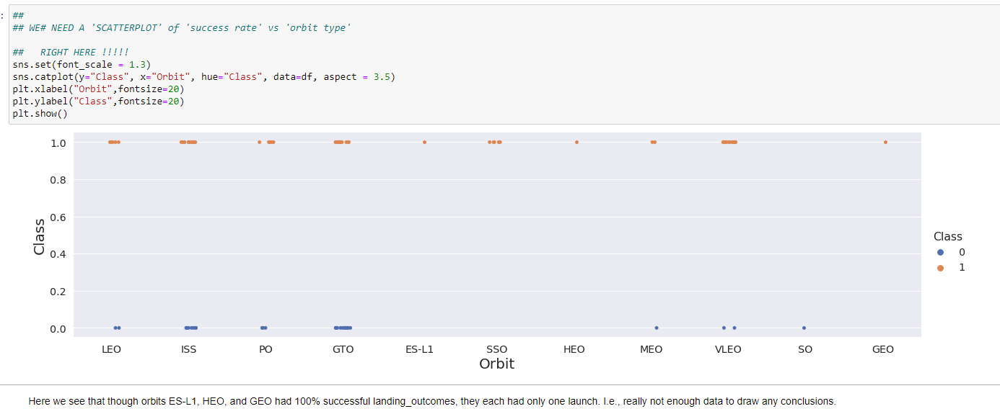 : ##
## WE# NEED A 'SCATTERPLOT' of 'success rate' vs 'orbit type'
##   RIGHT HERE !!!!!
sns.set(font_scale = 1.3)
sns.catplot(y="Class", x="Orbit", hue="Class", data=df, aspect = 3.5)
plt.xlabel("Orbit",fontsize=20)
plt.ylabel("Class",fontsize=20)
plt.show()
1.0
0.8
0.6
0.4
0.2
0.0
Class
LEO ISS PO GTO ES-L1 SSO HEO MEO VLEO SO GEO
Orbit
Class
0
1
Here we see that though orbits ES-L1, HEO, and GEO had 100% successful landing_outcomes, they each had only one launch. I.e., really not enough data to draw any conclusions.